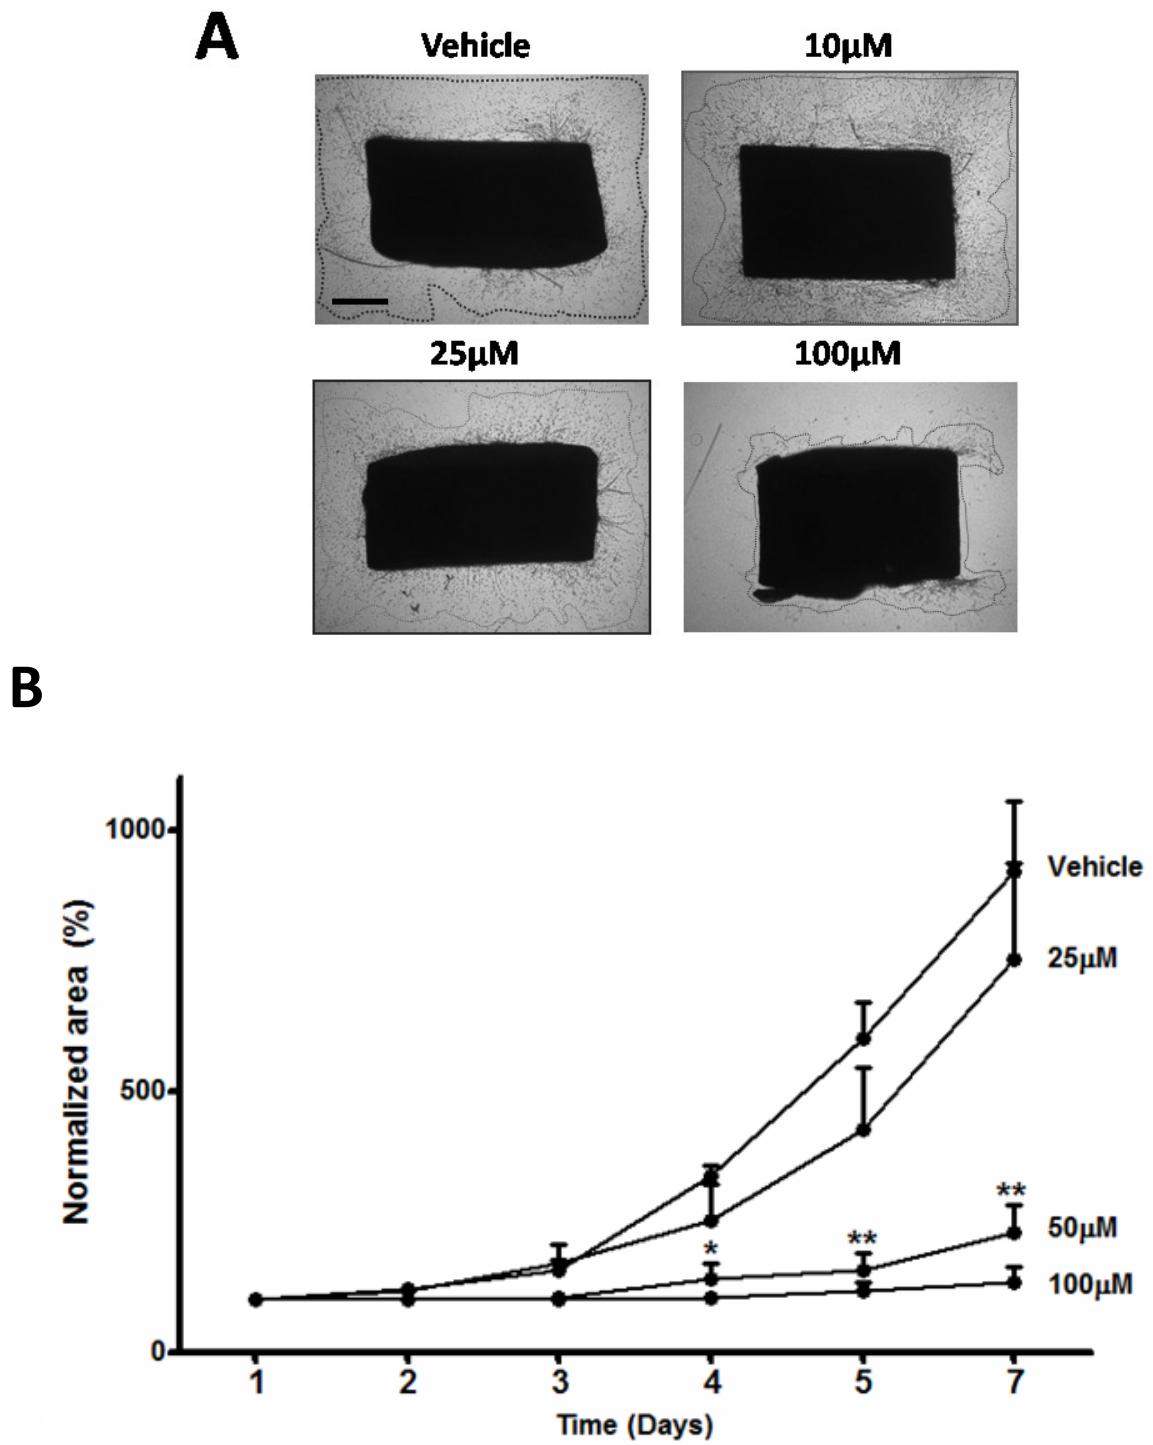 A
Vehicle
10µM
25µM
100µM
B
Normalized area (%)
1000
500
0
Vehicle
25µM
**
50µM
**
*
100µM
1 2 3 4 5 7
Time (Days)